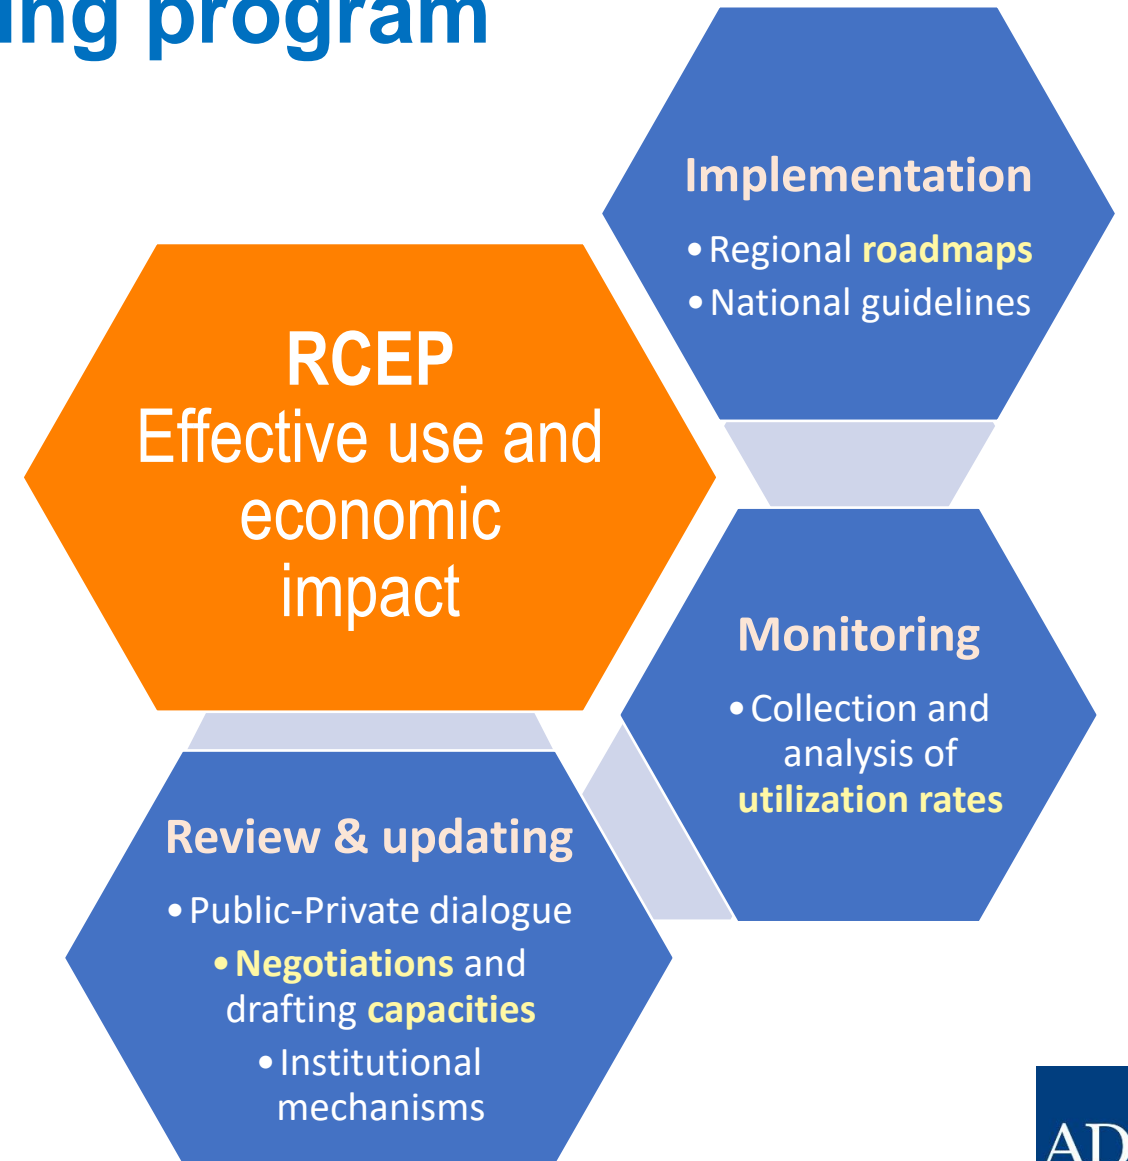 ing program
Implementation
•Regional roadmaps
•National guidelines
RCEP
Effective use and
economic
impact
Monitoring
•Collection and
analysis of
utilization rates
Review & updating
•Public-Private dialogue
•Negotiations and
drafting capacities
•Institutional
mechanisms
AD